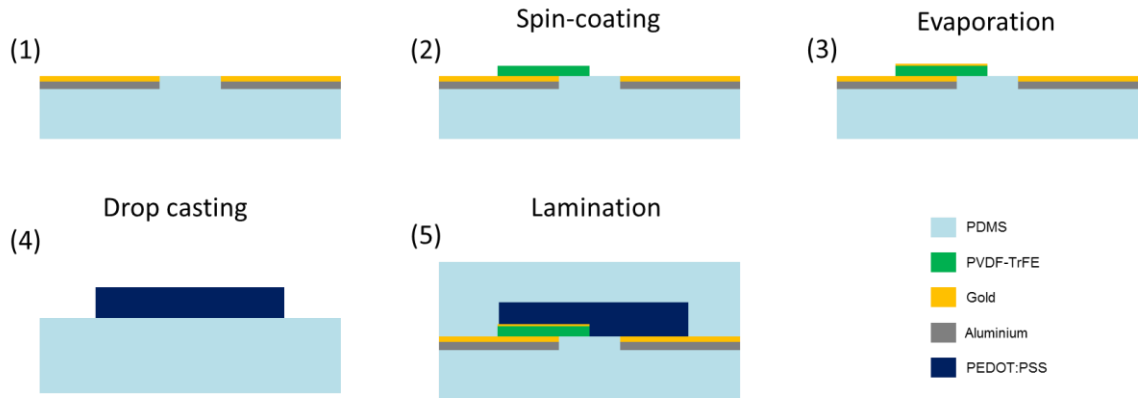 (1)
Spin-coating
(2)
Evaporation
(3)
Drop casting
(4)
Lamination
(5)
PDMS
PVDF-TrFE
Gold
Aluminium
PEDOT:PSS